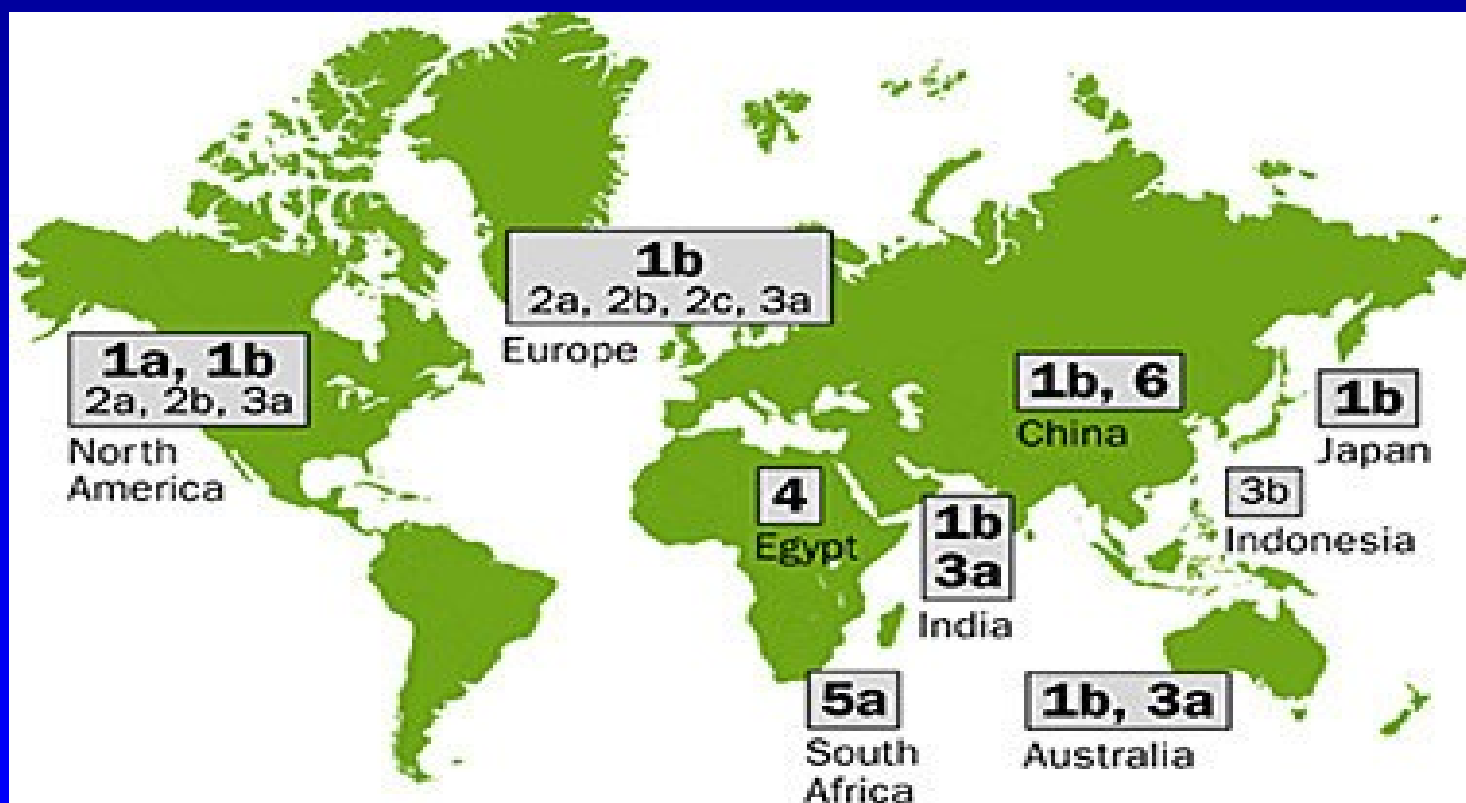 1b
2a, 2b, 2c, 3a
Europe
1a, 1b
2a, 2b, 3a
North
America
1b, 6
China
1b
Japan
4
Egypt
1b
3a
India
3b
Indonesia
5a
South
Africa
1b, 3a
Australia